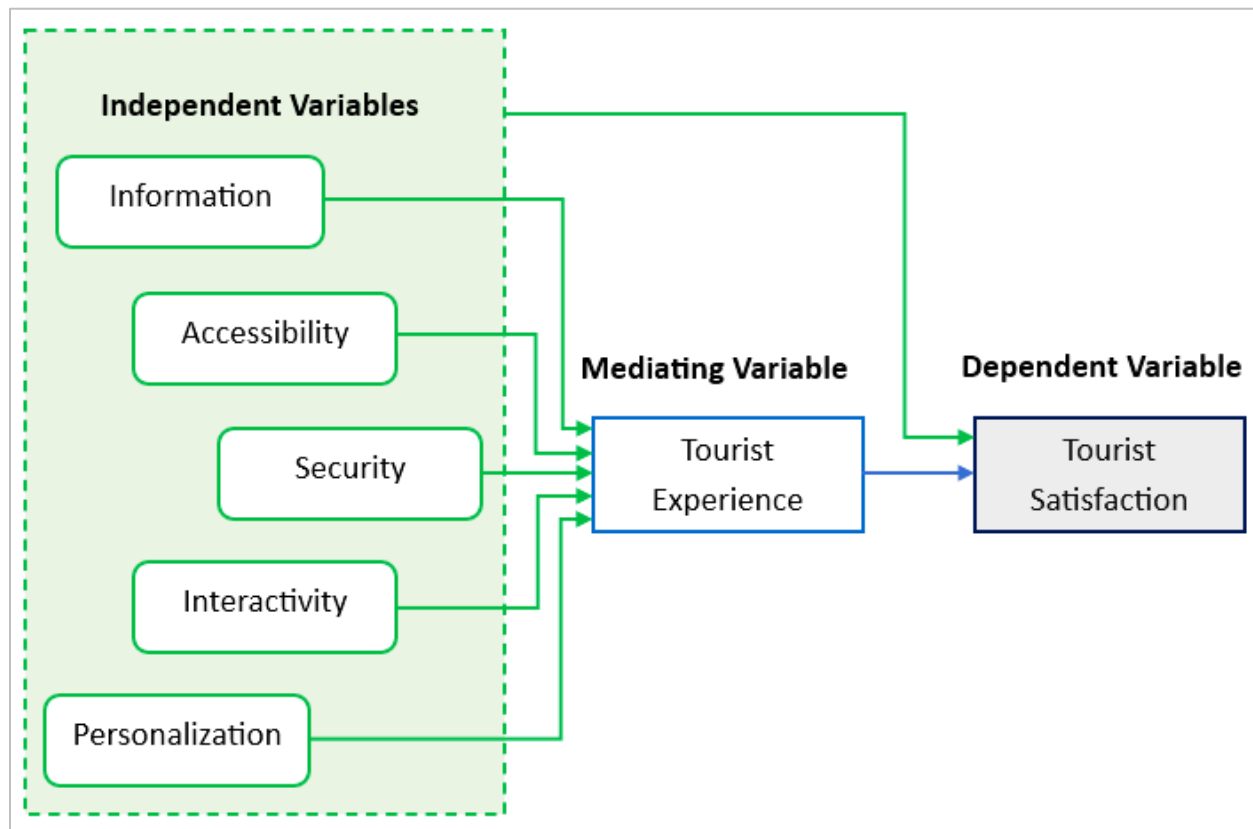 Independent Variables
Information
Accessibility
Security
Interactivity
Personalization
Mediating Variable
Tourist
Experience
Dependent Variable
Tourist
Satisfaction